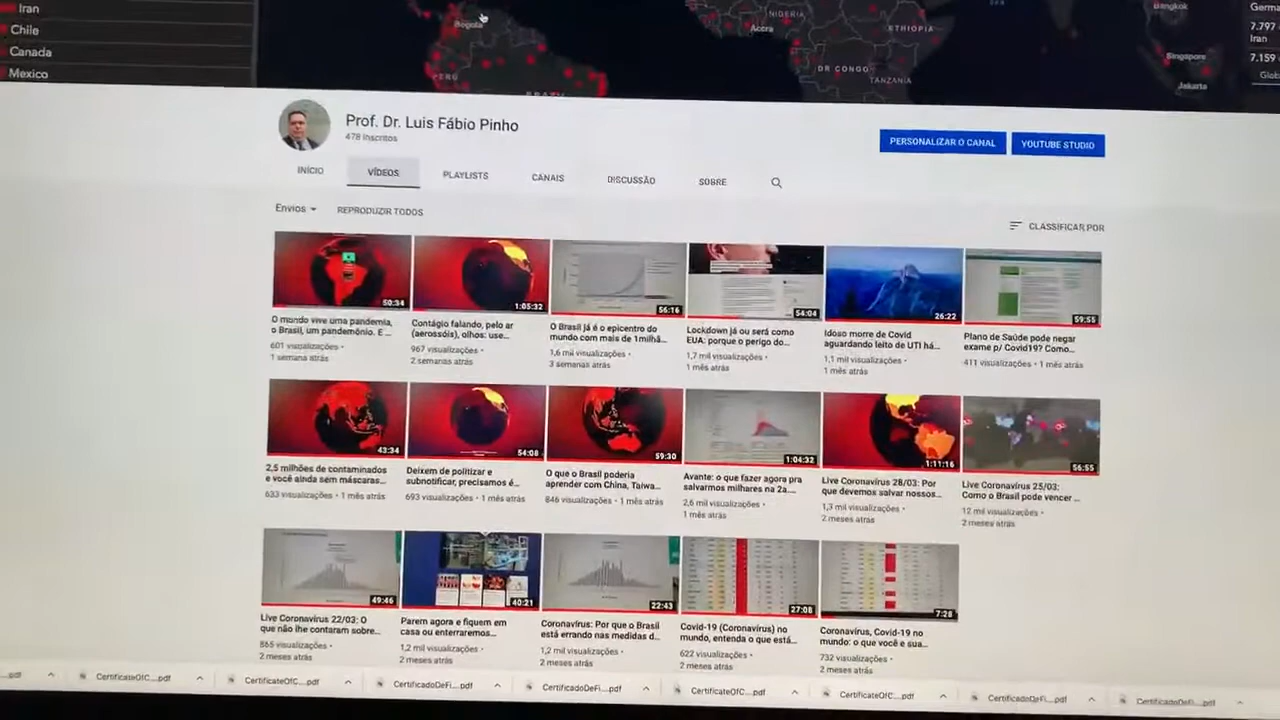 Iran
Chile
Canada
Mexico
Bogota
PERU
NIGERIA
Accra
ETHIOPIA
DR CONGO
TANZANIA
Bangkok
Singapore
Jakarta
7.797
Iran
7.159
Prof. Dr. Luis Fábio Pinho
478 inscritos
PERSONALIZAR O CANAL
YOUTUBE STUDIO
INÍCIO
VÍDEOS
PLAYLISTS
CANAIS
DISCUSSÃO
SOBRE
Envios
REPRODUZIR TODOS
CLASSIFICAR POR
50:34
O mundo vive uma pandemia,
o Brasil, um pandemônio. E ...
601 visualizações •
1 semana atrás
1:05:32
Contágio falando, pelo ar
(aerossóis), olhos: use...
967 visualizações •
2 semanas atrás
56:16
O Brasil já é o epicentro do
mundo com mais de 1milhã...
1,6 mil visualizações •
3 semanas atrás
54:04
Lockdown já ou será como
EUA: porque o perigo do...
1,7 mil visualizações •
1 mês atrás
26:22
Idoso morre de Covid
aguardando leito de UTI há...
1,1 mil visualizações •
1 mês atrás
59:55
Plano de Saúde pode negar
exame p/ Covid19? Como...
411 visualizações • 1 mês atrás
43:34
2,5 milhões de contaminados
e você ainda sem máscaras...
633 visualizações • 1 mês atrás
54:08
Deixem de politizar e
subnotificar, precisamos é...
693 visualizações • 1 mês atrás
59:30
O que o Brasil poderia
aprender com China, Taiwa...
846 visualizações • 1 mês atrás
1:04:32
Avante: o que fazer agora pra
salvarmos milhares na 2a....
2,6 mil visualizações •
1 mês atrás
1:11:16
Live Coronavírus 28/03: Por
que devemos salvar nossos...
1,3 mil visualizações •
2 meses atrás
56:55
Live Coronavírus 25/03:
Como o Brasil pode vencer ...
12 mil visualizações •
2 meses atrás
49:46
Live Coronavírus 22/03: O
que não lhe contaram sobre...
865 visualizações •
2 meses atrás
40:21
Parem agora e fiquem em
casa ou enterraremos...
1,2 mil visualizações •
2 meses atrás
22:43
Coronavírus: Por que o Brasil
está errando nas medidas d...
1,2 mil visualizações •
2 meses atrás
27:08
Covid-19 (Coronavírus) no
mundo, entenda o que está...
622 visualizações •
2 meses atrás
7:28
Coronavírus, Covid-19 no
mundo: o que você e sua...
732 visualizações •
2 meses atrás
....pdf
CertificateOfC....pdf
CertificateOfC....pdf
CertificadoDeFi....pdf
CertificadoDeFi....pdf
CertificateOfC....pdf
CertificateOfC....pdf
CertificadoDeFi....pdf
CertificadoDeFi....pdf